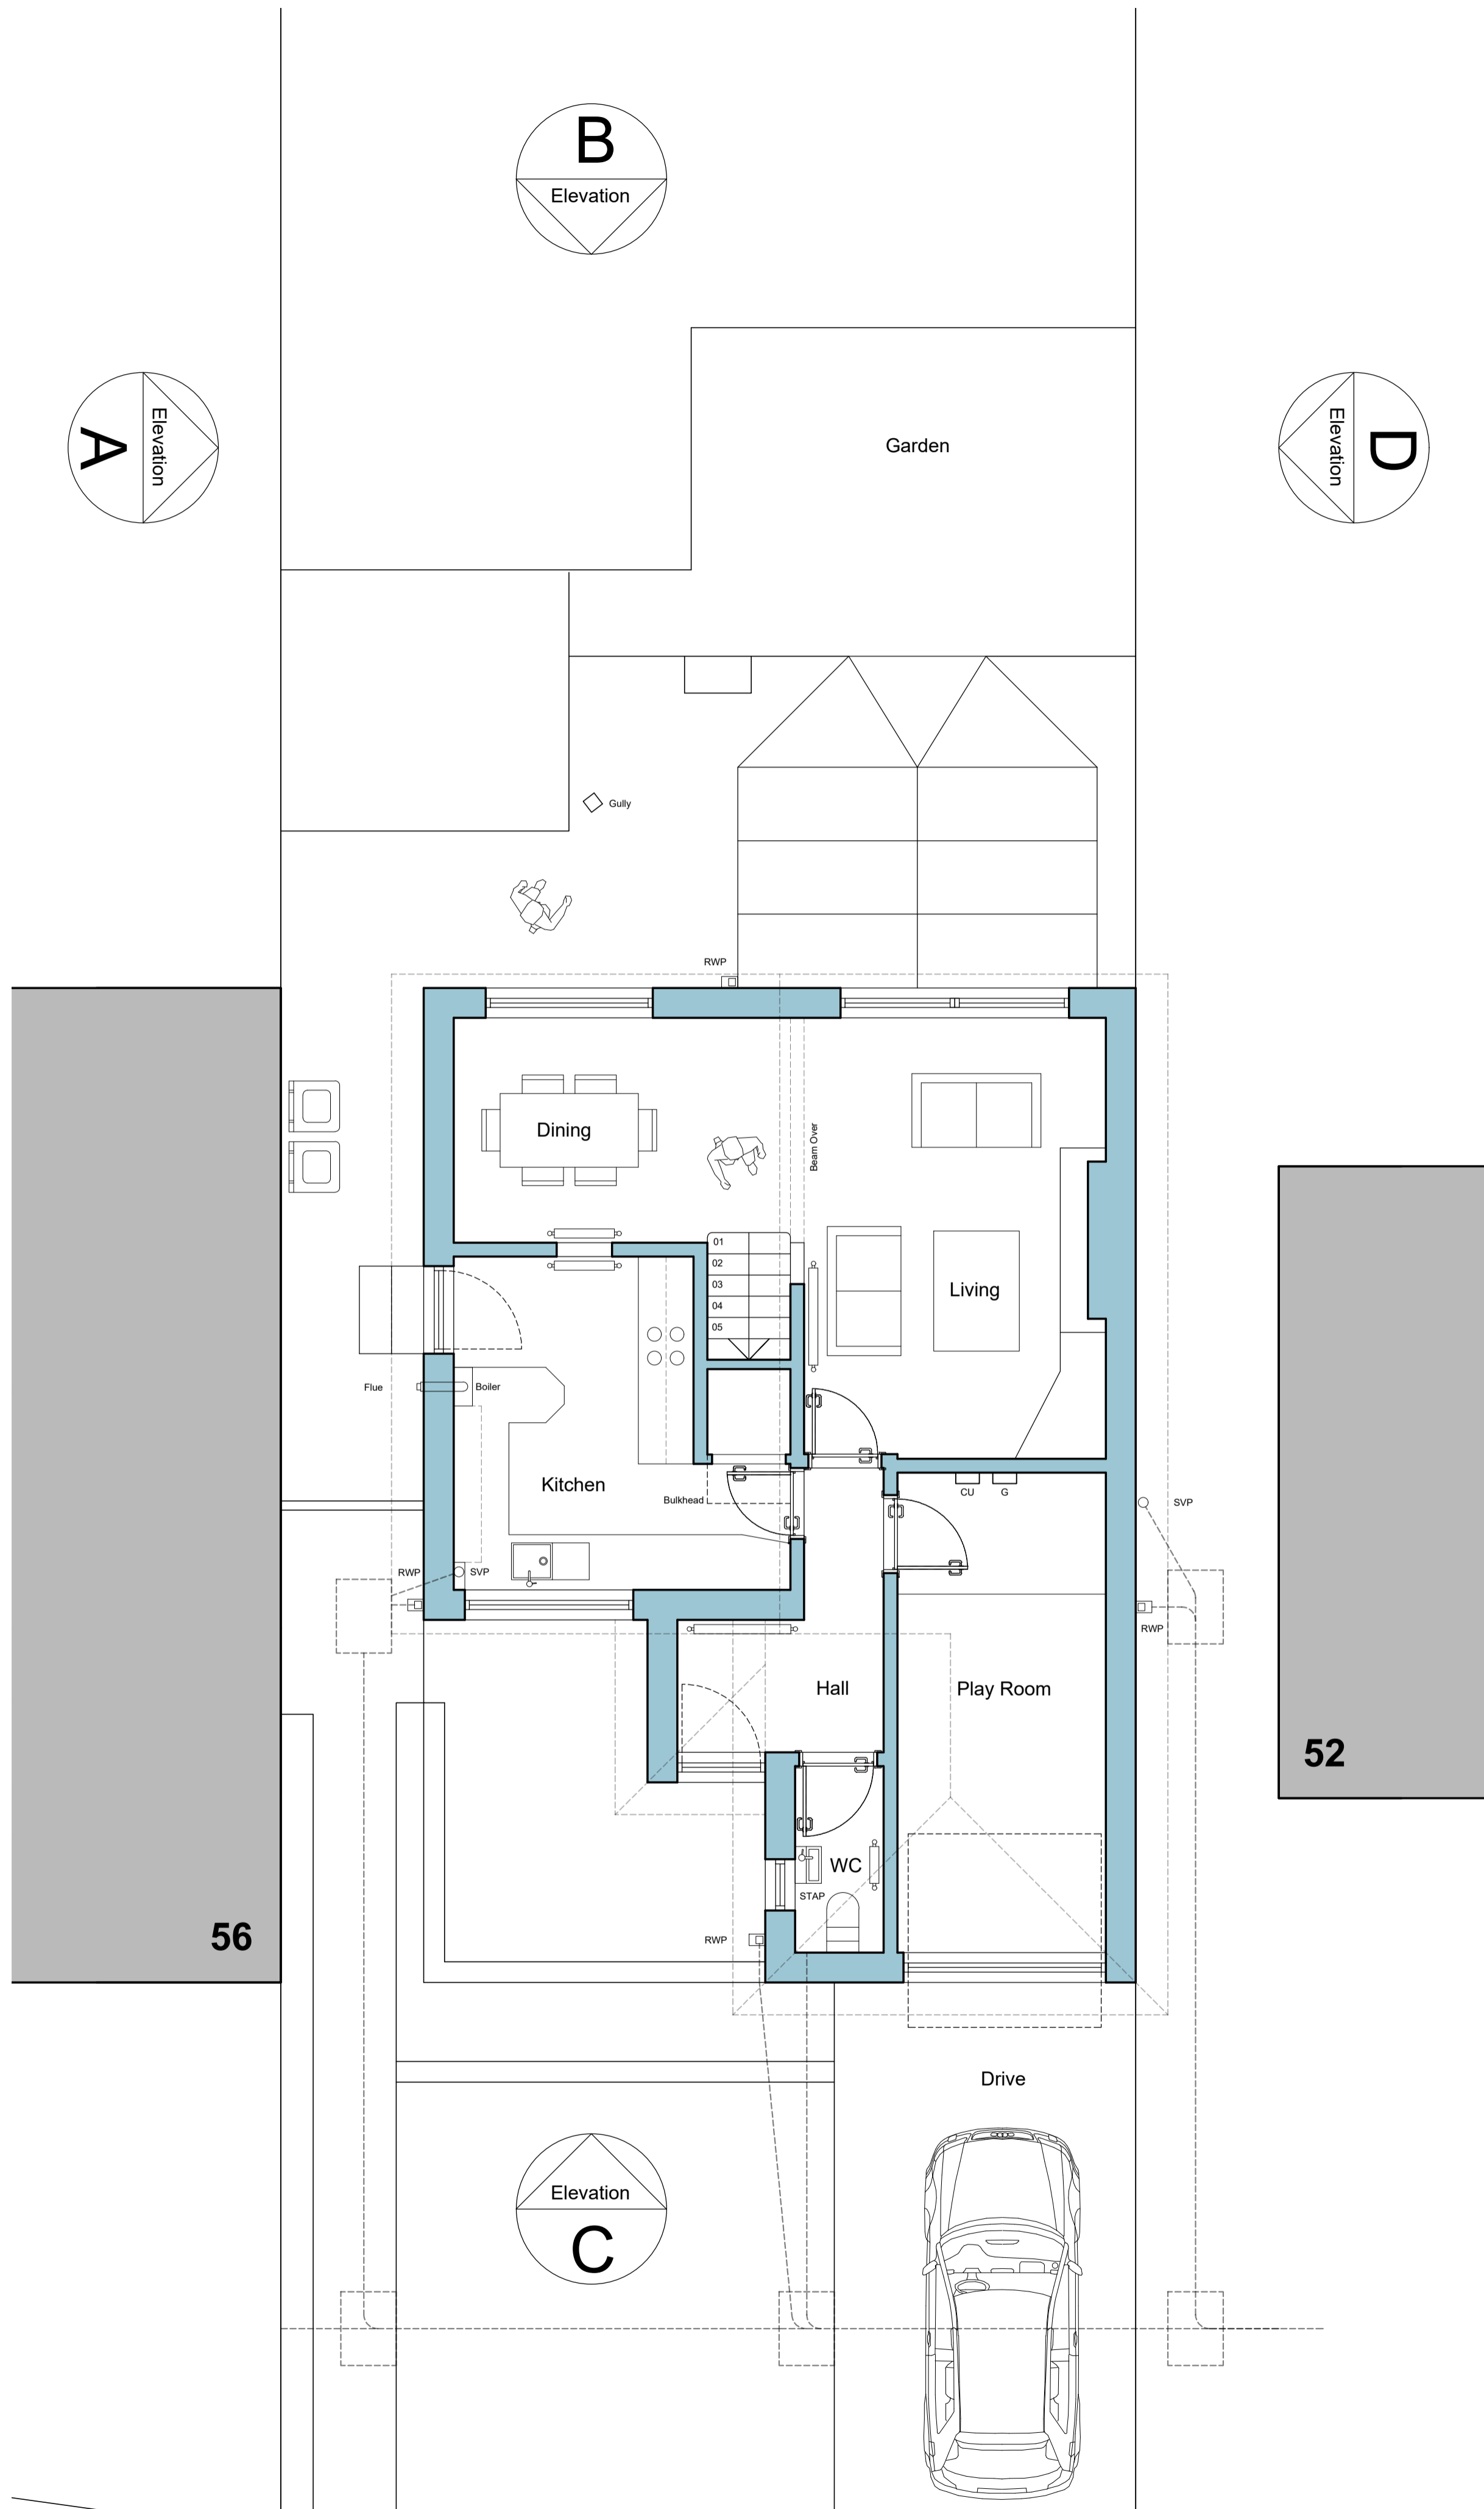 B
Elevation
A
Elevation
Garden
D
Elevation
Gully
RWP
Dining
Beam Over
01
02
03
04
05
Living
Flue
Boiler
Kitchen
Bulkhead
CU
G
SVP
RWP
SVP
RWP
Hall
Play Room
52
WC
STAP
RWP
56
Drive
Elevation
C